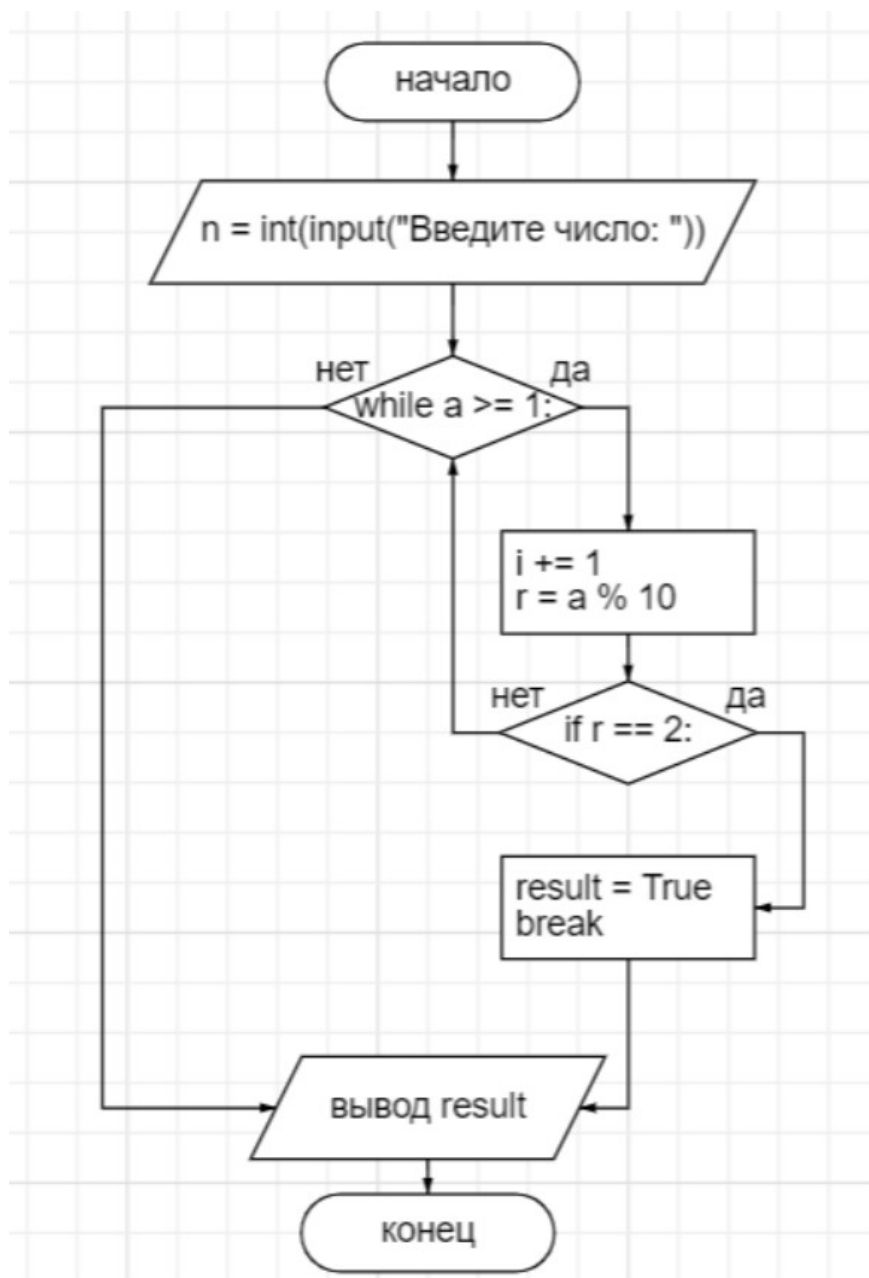 начало
n = int(input("Введите число: "))
нет
да
while a >= 1:
i += 1
r = a % 10
нет
да
if r == 2:
result = True
break
вывод result
конец